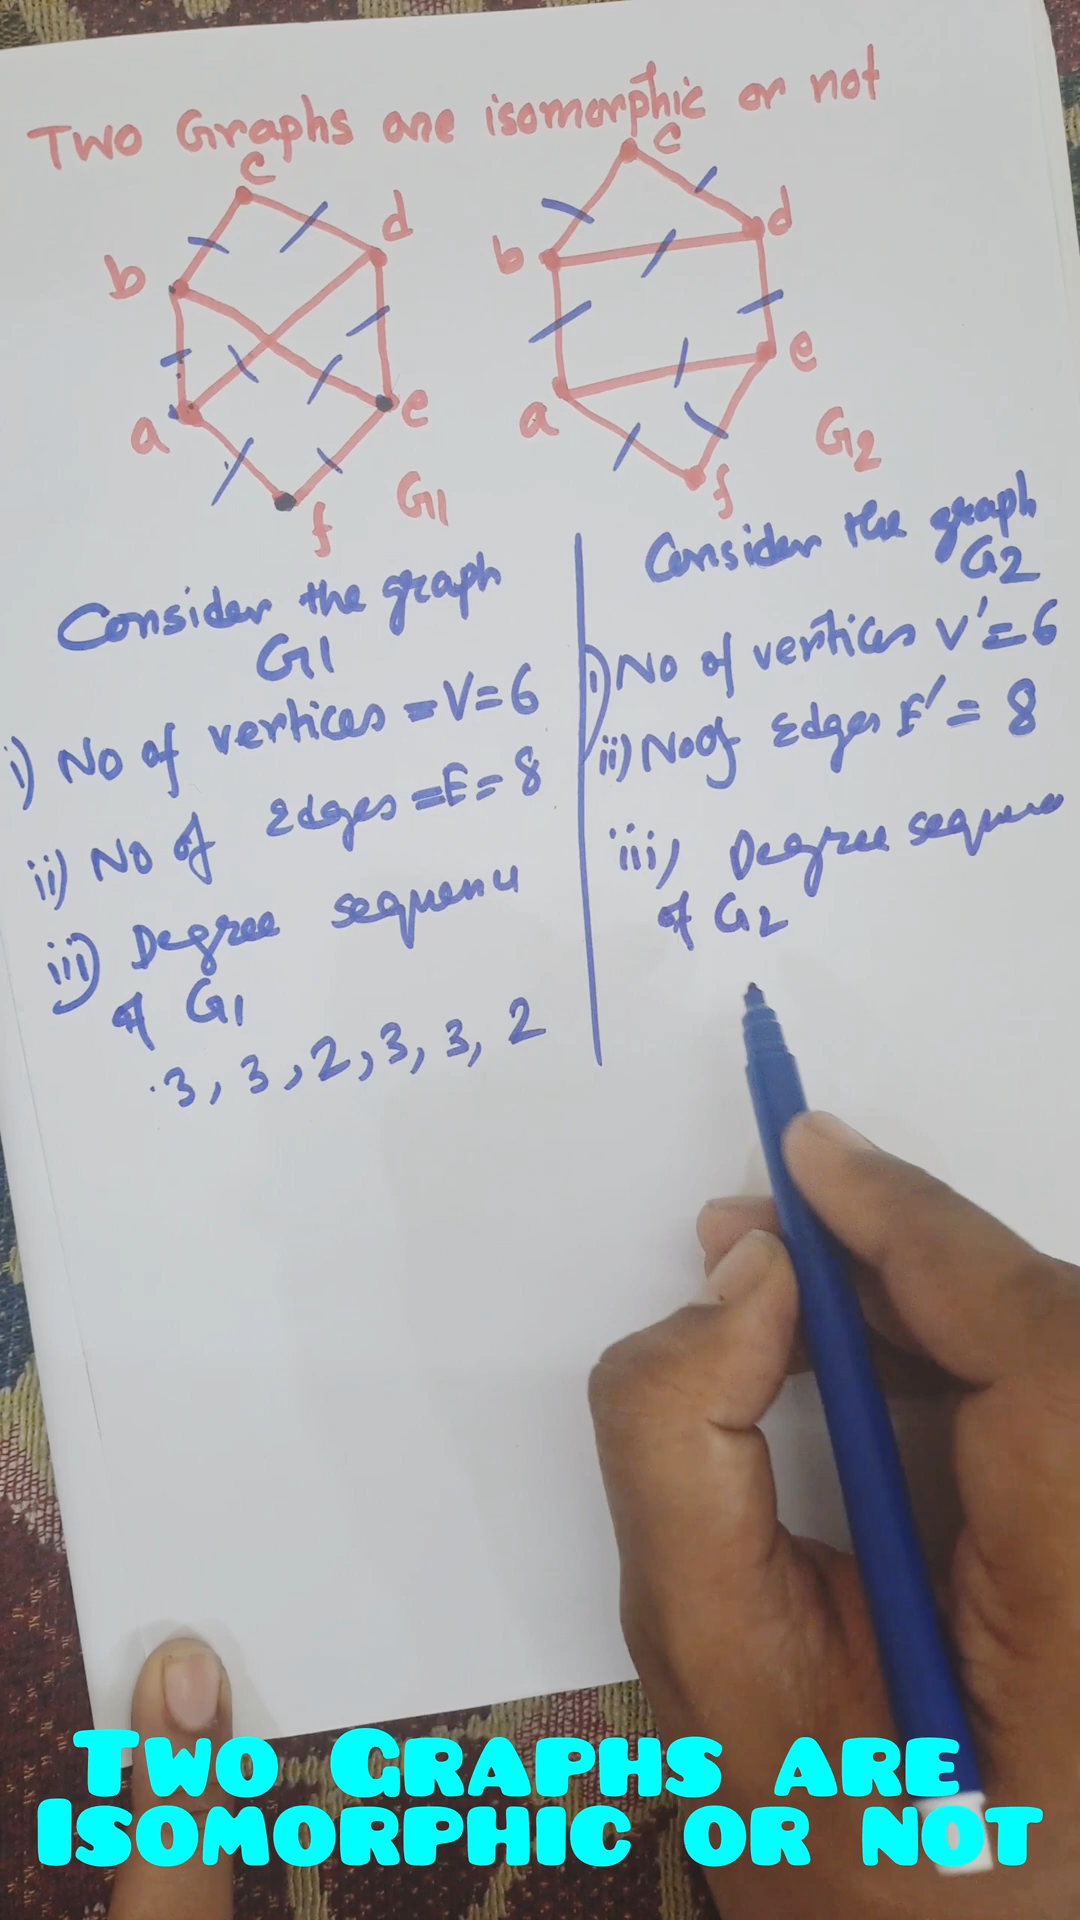 Two Graphs are isomorphic or not
c
d
b
a
e
f
G1
c
d
b
e
a
f
G2
Consider the graph
G1
i) No of vertices = V = 6
ii) No of Edges = E = 8
iii) Degree sequence
of G1
3, 3, 2, 3, 3, 2
Consider the graph
G2
i) No of vertices V' = 6
ii) No of Edges E' = 8
iii) Degree sequence
of G2
Two Graphs are
Isomorphic or not